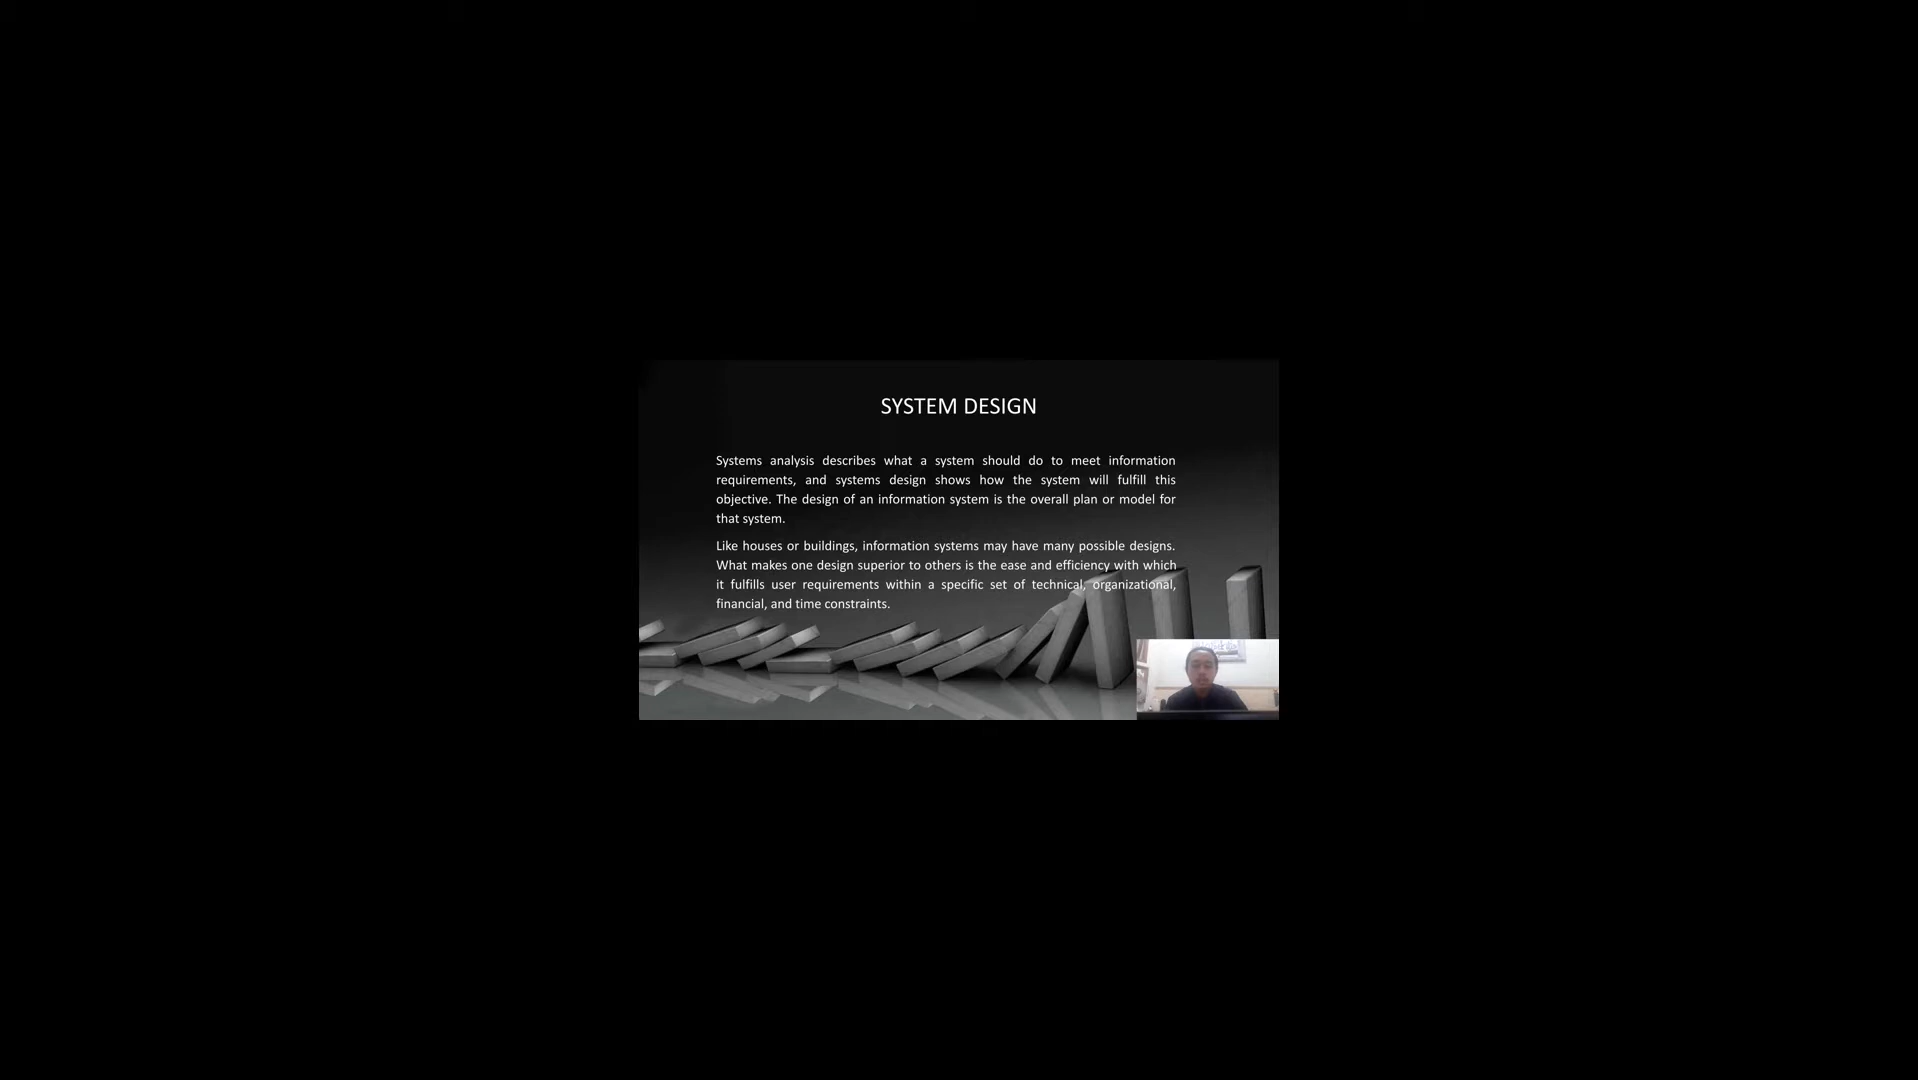 SYSTEM DESIGN
Systems analysis describes what a system should do to meet information
requirements, and systems design shows how the system will fulfill this
objective. The design of an information system is the overall plan or model for
that system.
Like houses or buildings, information systems may have many possible designs.
What makes one design superior to others is the ease and efficiency with which
it fulfills user requirements within a specific set of technical, organizational,
financial, and time constraints.